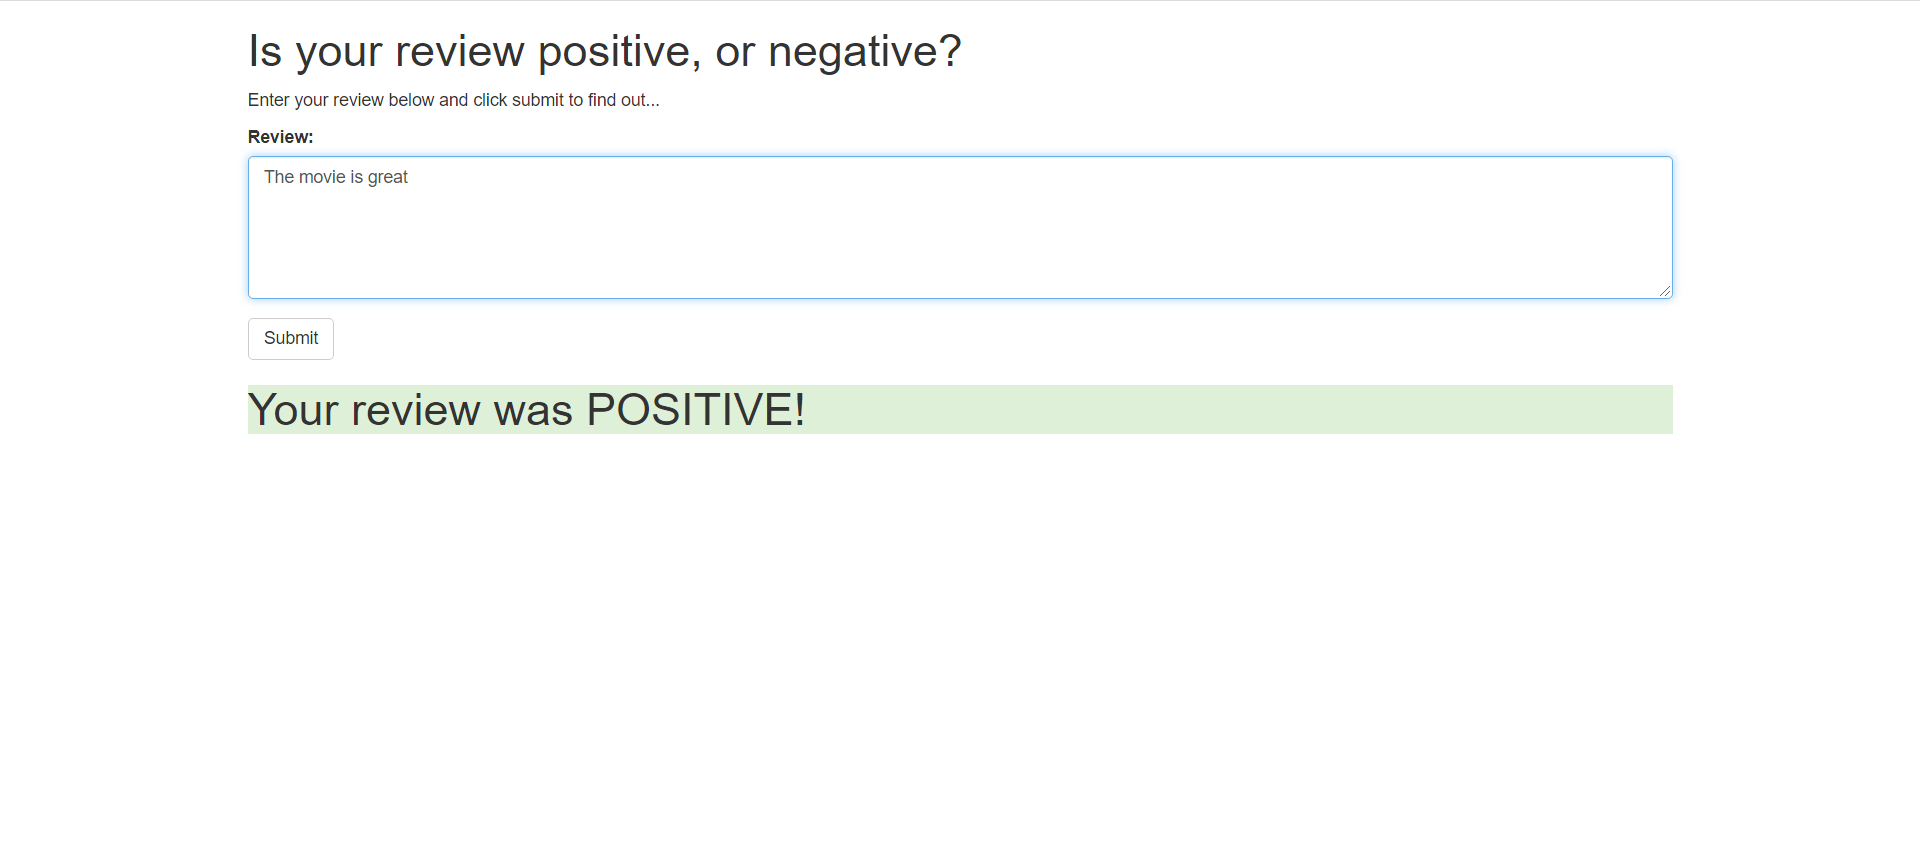 Is your review positive, or negative?
Enter your review below and click submit to find out...
Review:
The movie is great
Submit
Your review was POSITIVE!